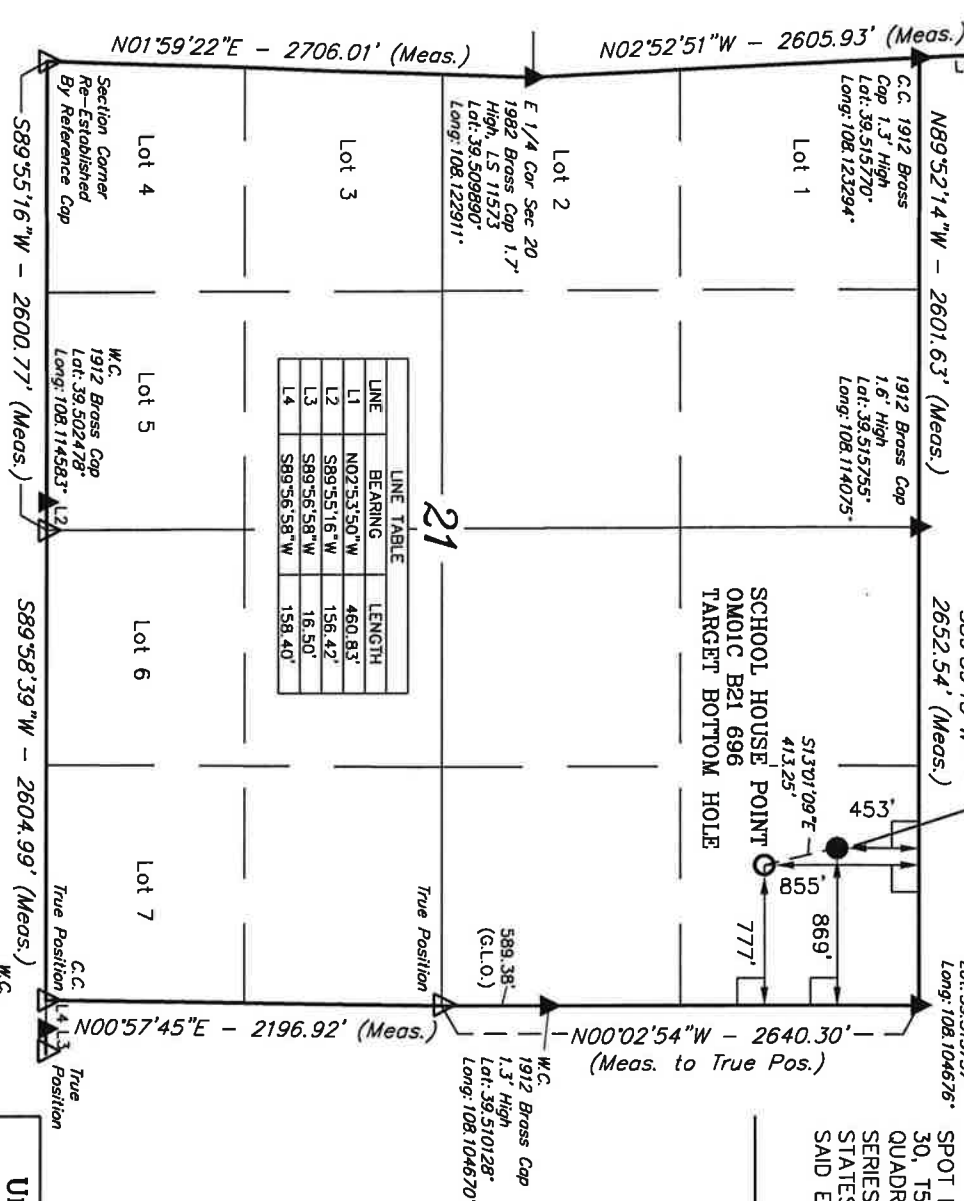 N89°52'14"W - 2601.63' (Meas.)
2652.54' (Meas.)
N02°52'51"W - 2605.93' (Meas.)
C.C. 1912 Brass
Cap 1.3' High
Lat: 39.515770°
Long: 108.123294°
1912 Brass Cap
1.6' High
Lat: 39.515755°
Long: 108.114075°
Long: 108.104676°
Lot 1
453'
855'
869'
777'
S13°01'09"E
413.25'
SCHOOL HOUSE POINT
OM01C B21 696
TARGET BOTTOM HOLE
Lot 2
E 1/4 Cor Sec 20
1982 Brass Cap 1.7'
High, LS 11573
Lat: 39.509890°
Long: 108.122911°
N01°59'22"E - 2706.01' (Meas.)
N00°02'54"W - 2640.30'
(Meas. to True Pos.)
589.38'
(G.L.O.)
W.C.
1912 Brass Cap
1.3' High
Lat: 39.510128°
Long: 108.104670°
True Position
21
Lot 3
LINE TABLE
LINE BEARING LENGTH
L1 N02°53'50"W 460.83'
L2 S89°55'16"W 156.42'
L3 S89°56'58"W 16.50'
L4 S89°56'58"W 158.40'
N00°57'45"E - 2196.92' (Meas.)
Lot 4
Lot 5
Lot 6
Lot 7
Section Corner
Re-Established
By Reference Cap
W.C.
1912 Brass Cap
Lat: 39.502478°
Long: 108.114583°
L2
C.C.
True Position
L4
L3
True
Position
W.C.
S89°55'16"W - 2600.77' (Meas.)
S89°58'39"W - 2604.99' (Meas.)
SPOT
30, T5
QUADR
SERIES
STATES
SAID E